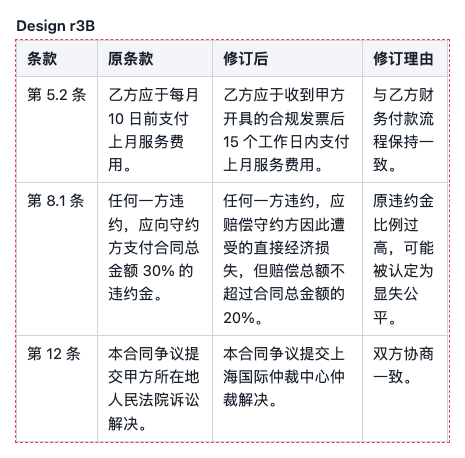 Design r3B
条款
原条款
修订后
修订理由
第 5.2 条
乙方应于每月
10 日前支付
上月服务费
用。
乙方应于收到甲方
开具的合规发票后
15 个工作日内支付
上月服务费用。
与乙方财
务付款流
程保持一
致。
第 8.1 条
任何一方违
约，应向守约
方支付合同总
金额 30% 的
违约金。
任何一方违约，应
赔偿守约方因此遭
受的直接经济损
失，但赔偿总额不
超过合同总金额的
20%。
原违约金
比例过
高，可能
被认定为
显失公
平。
第 12 条
本合同争议提
交甲方所在地
人民法院诉讼
解决。
本合同争议提交上
海国际仲裁中心仲
裁解决。
双方协商
一致。